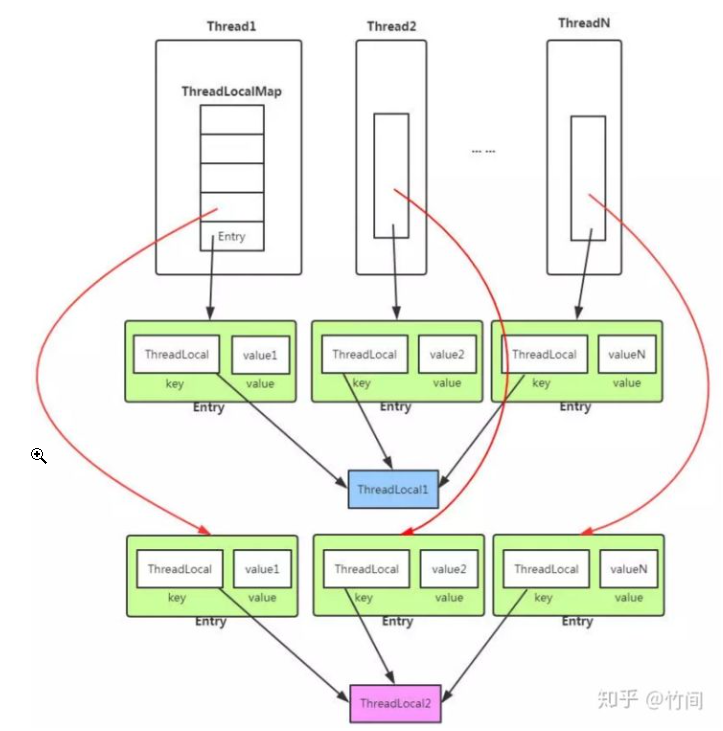 Thread1
Thread2
ThreadN
ThreadLocalMap
... ...
Entry
ThreadLocal
value1
key
value
Entry
ThreadLocal
value2
key
value
Entry
ThreadLocal
valueN
key
value
Entry
ThreadLocal1
ThreadLocal
value1
key
value
Entry
ThreadLocal
value2
key
value
Entry
ThreadLocal
valueN
key
value
Entry
ThreadLocal2
知乎 @竹间